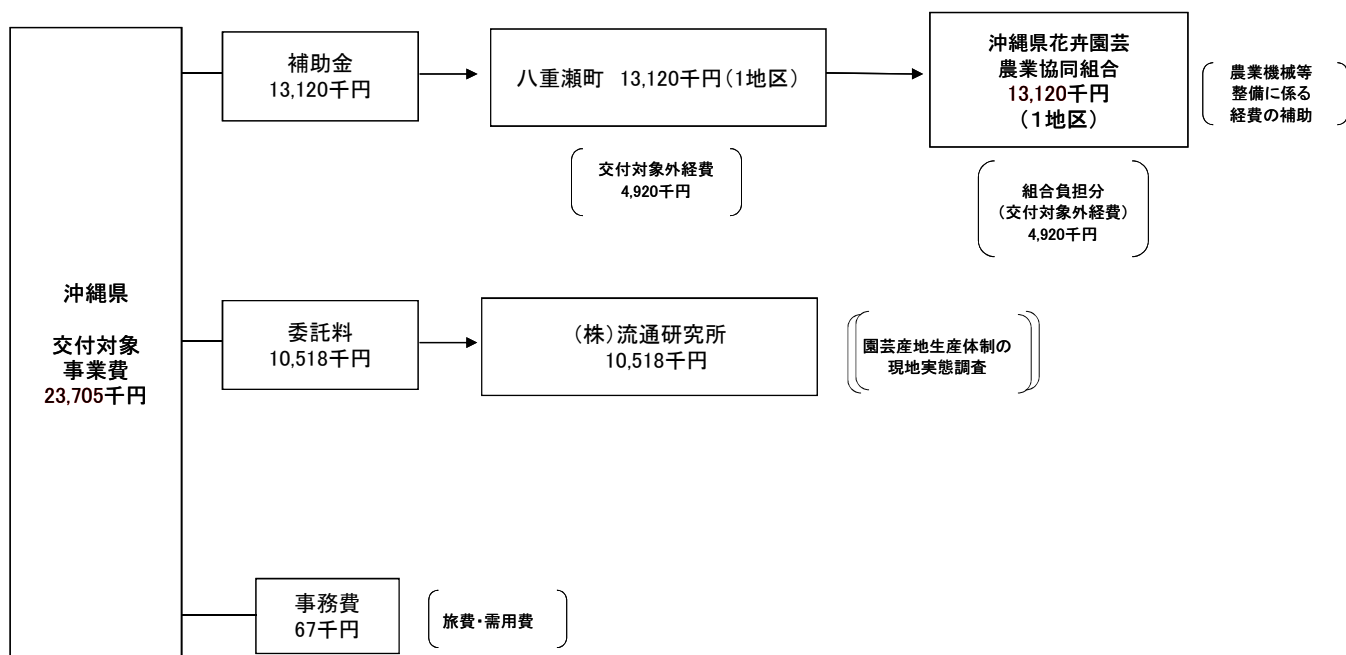 沖縄県
交付対象
事業費
23,705千円
補助金
13,120千円
八重瀬町 13,120千円(1地区)
交付対象外経費
4,920千円
沖縄県花卉園芸
農業協同組合
13,120千円
(1地区)
組合負担分
(交付対象外経費)
4,920千円
農業機械等
整備に係る
経費の補助
委託料
10,518千円
(株)流通研究所
10,518千円
園芸産地生産体制の
現地実態調査
事務費
67千円
旅費・需用費